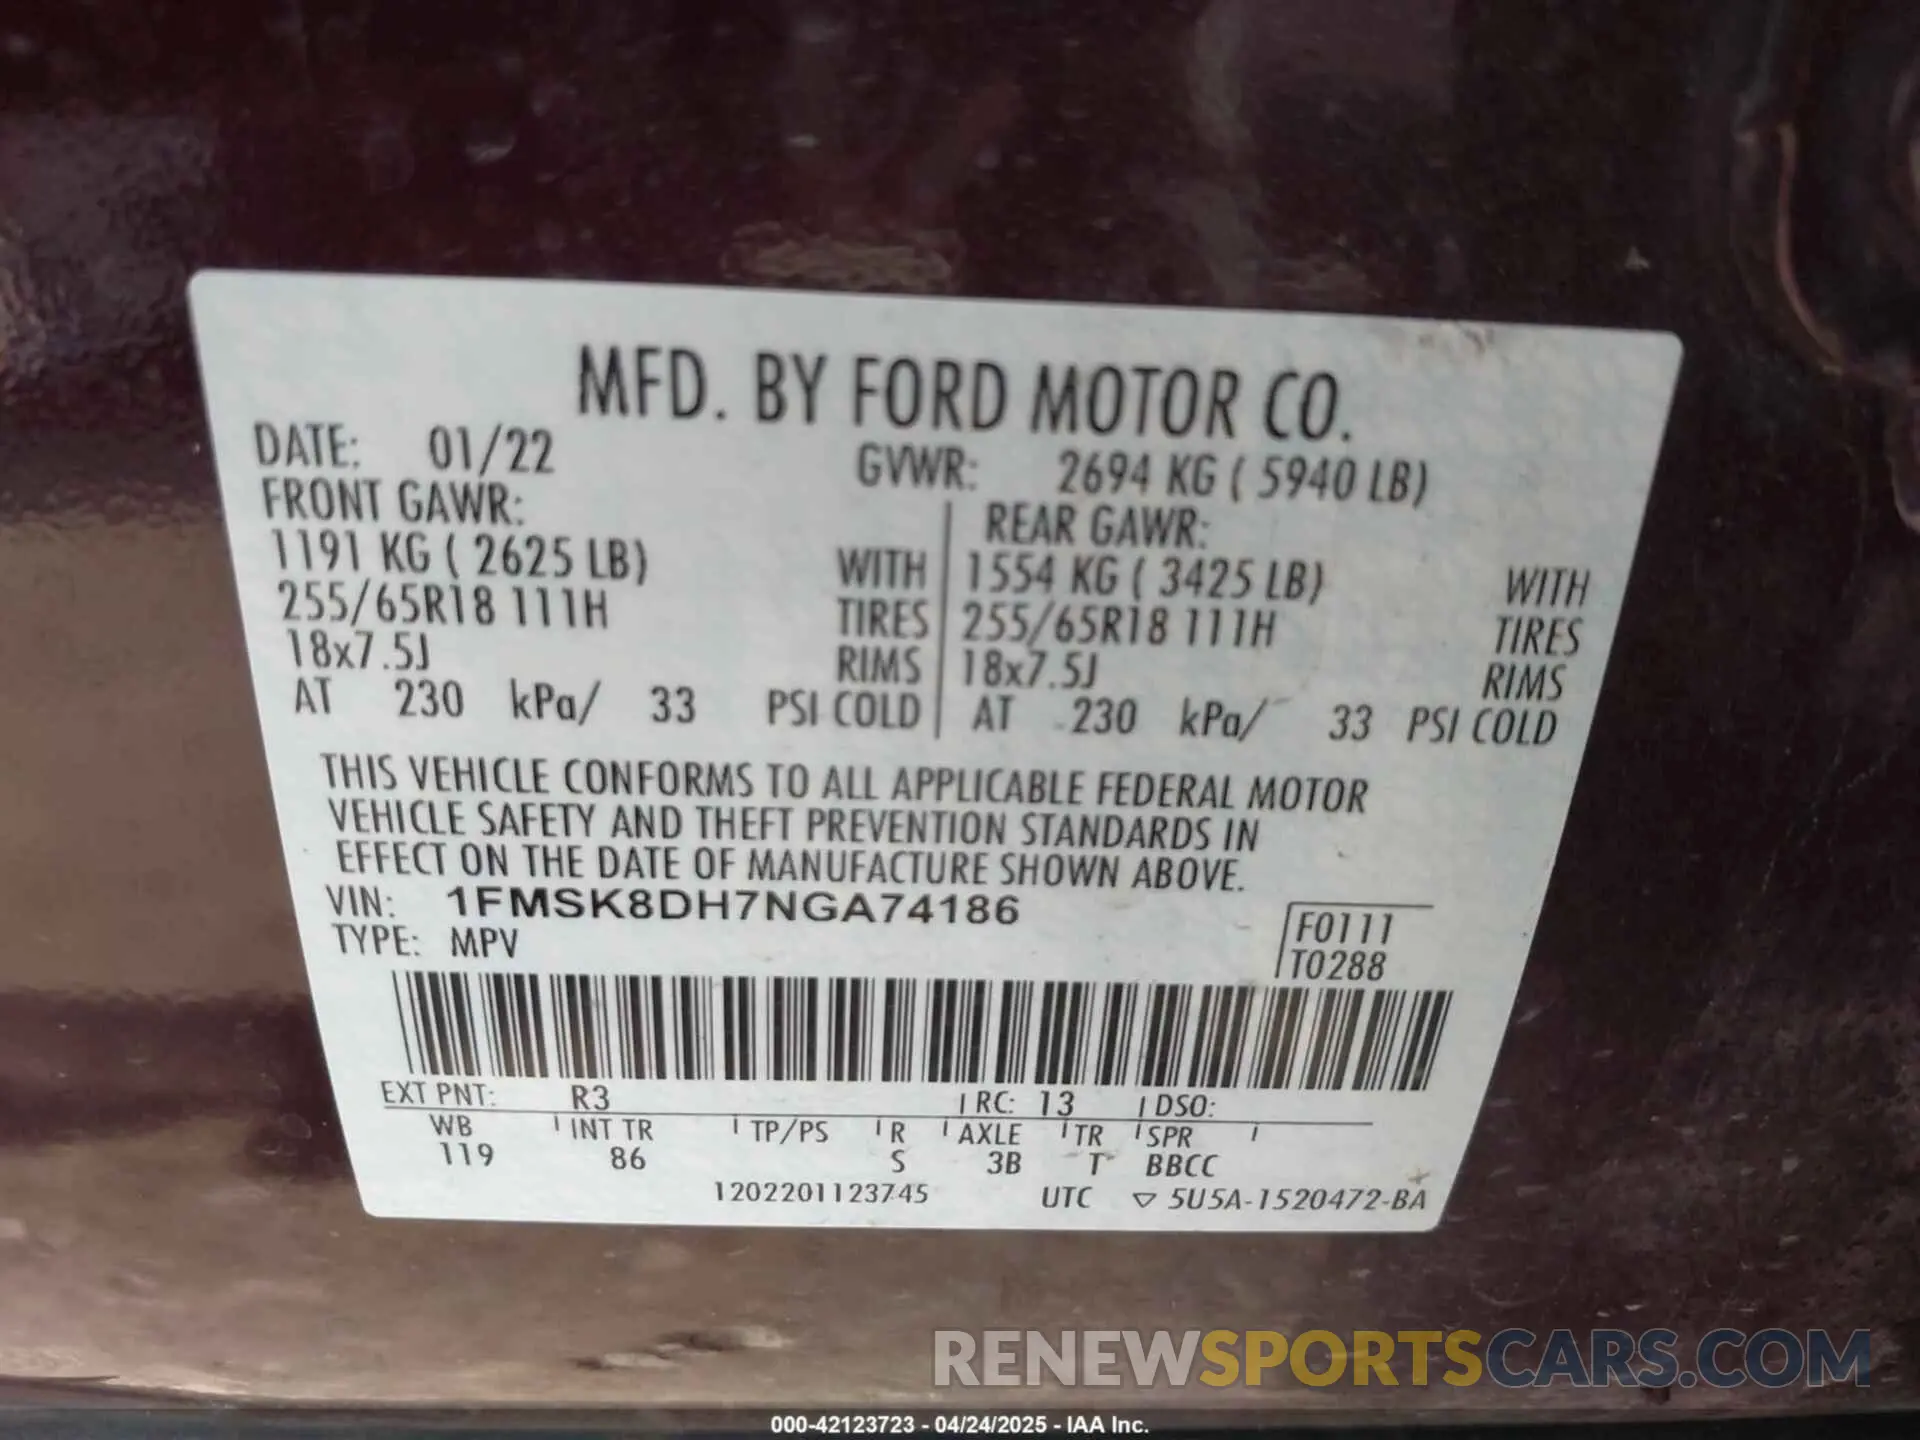 MFD. BY FORD MOTOR CO.
DATE: 01/22 GVWR: 2694 KG ( 5940 LB)
FRONT GAWR: REAR GAWR:
1191 KG ( 2625 LB) WITH 1554 KG ( 3425 LB) WITH
255/65R18 111H TIRES 255/65R18 111H TIRES
18x7.5J RIMS 18x7.5J RIMS
AT 230 kPa/ 33 PSI COLD AT 230 kPa/ 33 PSI COLD
THIS VEHICLE CONFORMS TO ALL APPLICABLE FEDERAL MOTOR
VEHICLE SAFETY AND THEFT PREVENTION STANDARDS IN
EFFECT ON THE DATE OF MANUFACTURE SHOWN ABOVE.
VIN: 1FMSK8DH7NGA74186
TYPE: MPV
F0111
T0288
EXT PNT: R3 RC: 13 DSO:
WB INT TR TP/PS R AXLE TR SPR
119 86 S 3B T BBCC
1202201123745 UTC ▽ 5U5A-1520472-BA
RENEWSPORTSCARS.COM
000-42123723 - 04/24/2025 - IAA Inc.